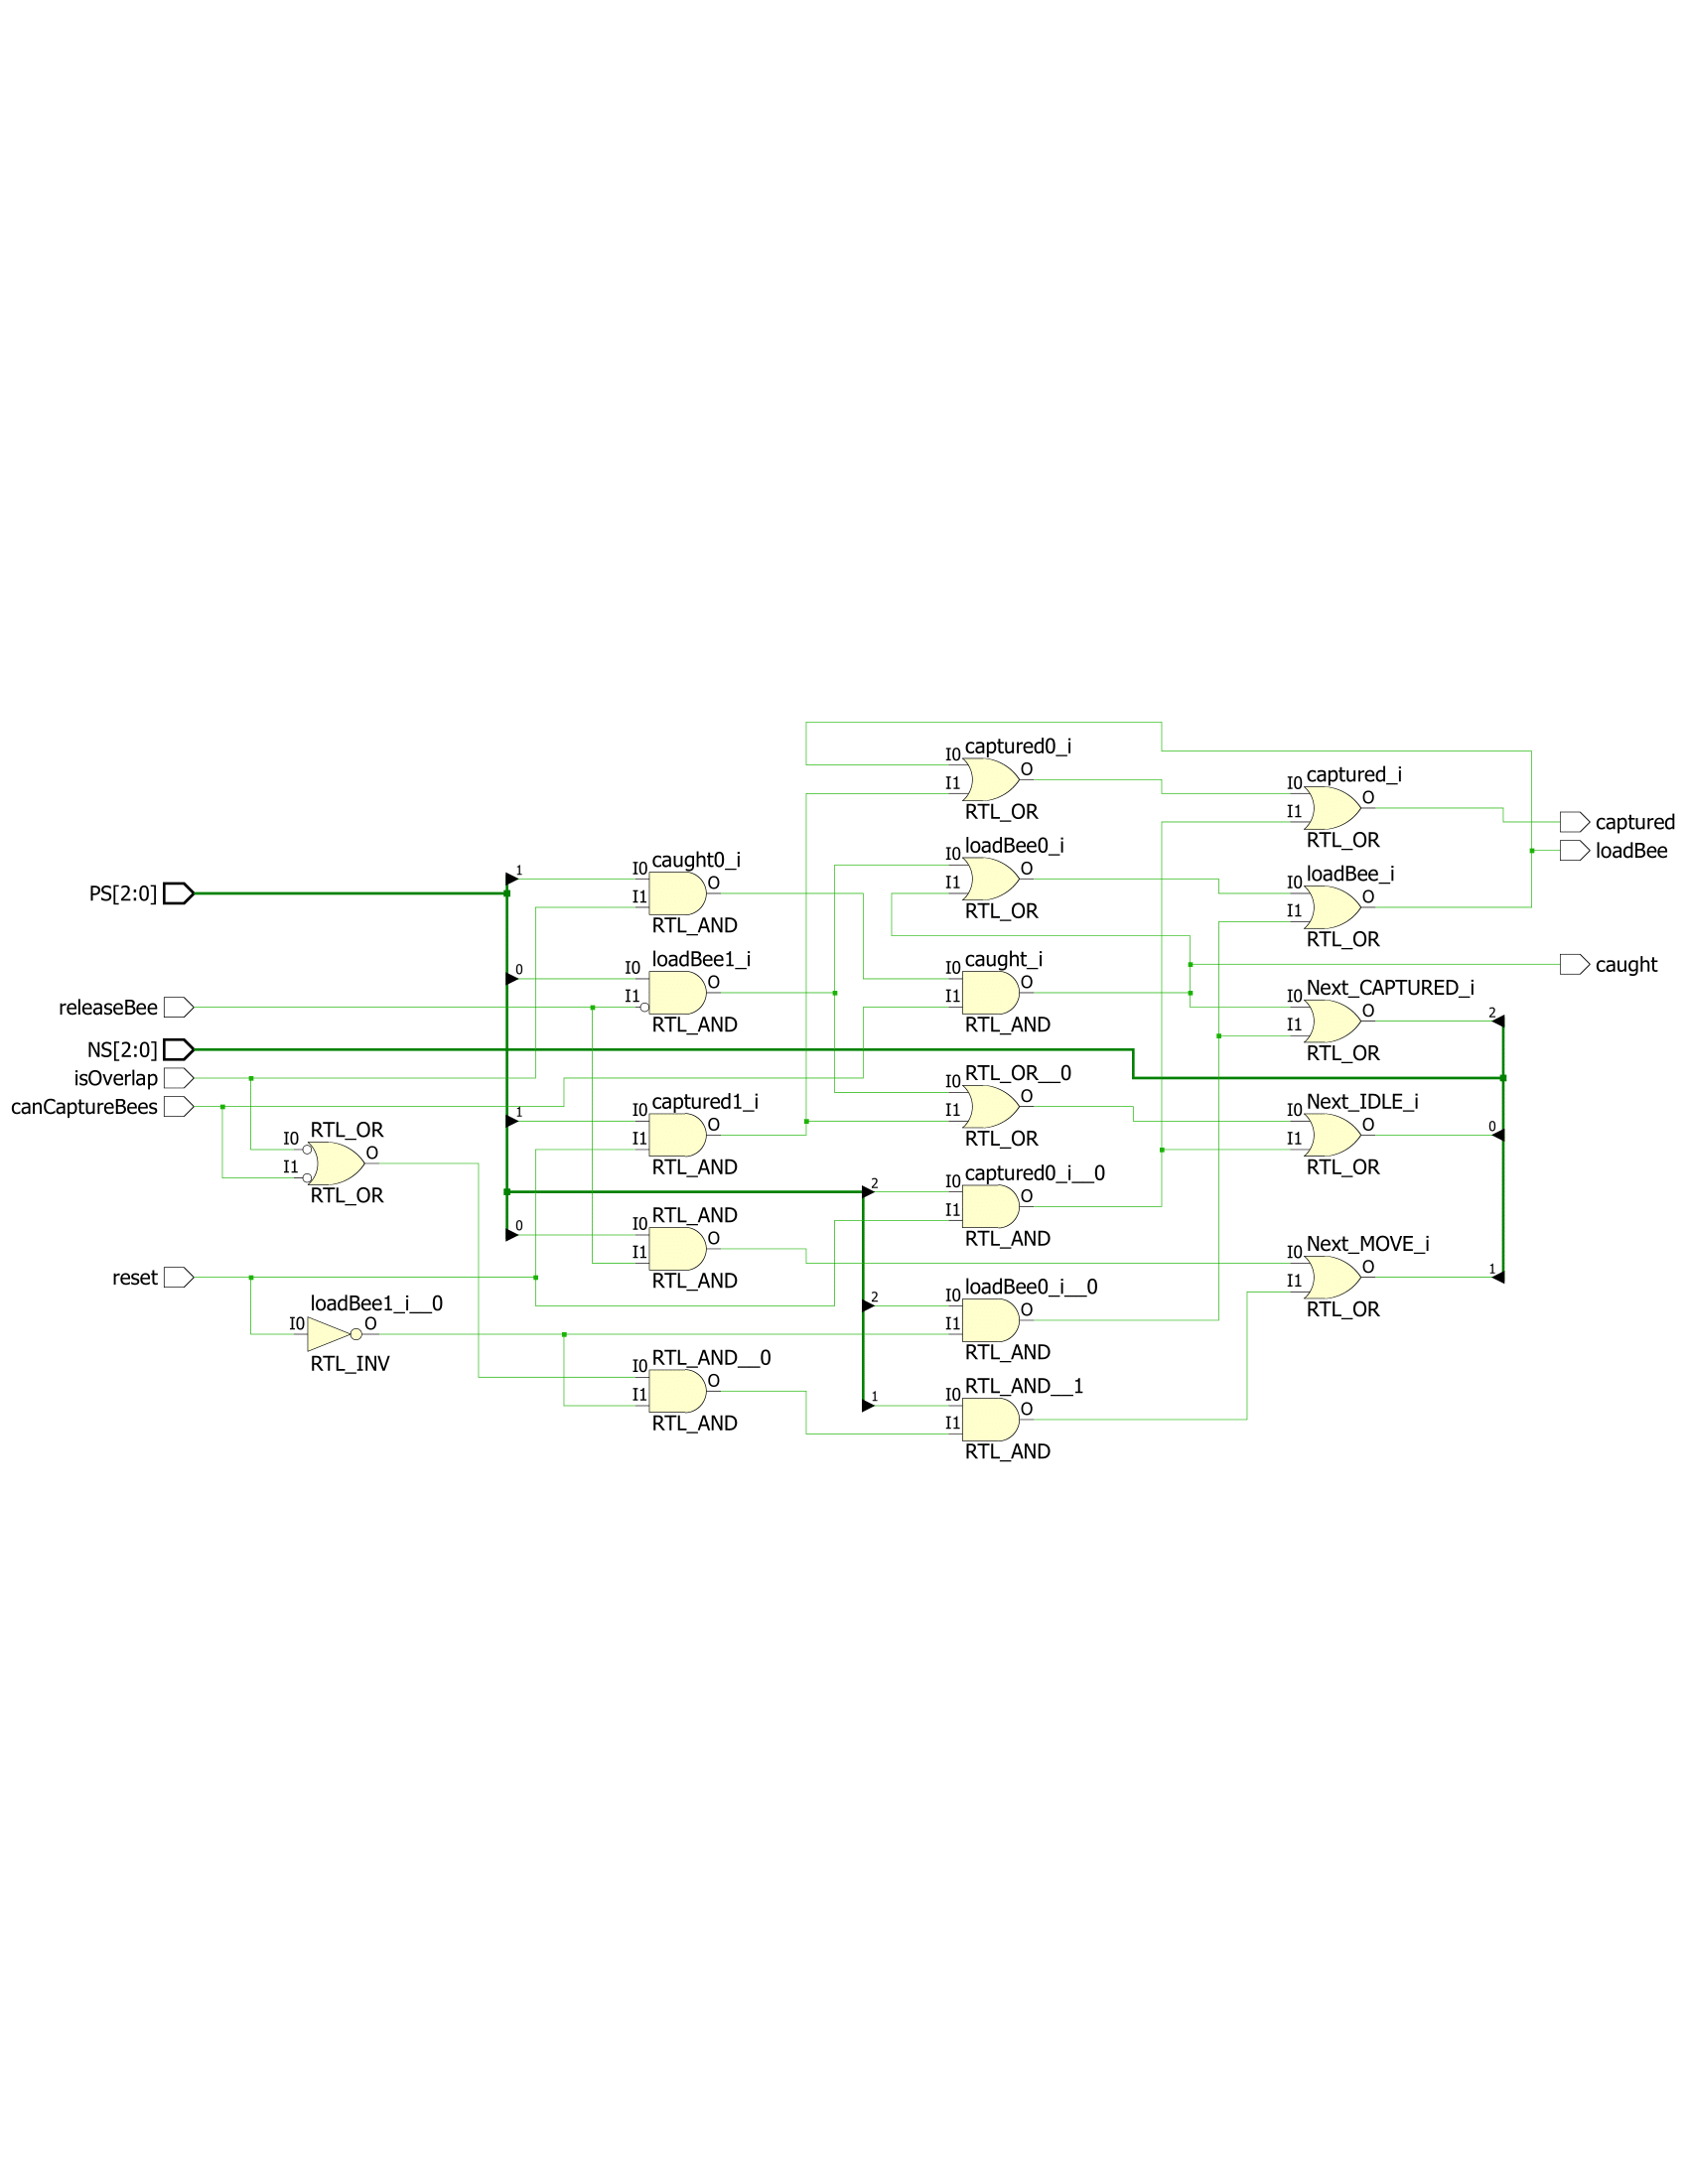 captured0_i
I0
O
I1
RTL_OR
captured_i
I0
O
I1
RTL_OR
captured
loadBee
loadBee0_i
I0
O
I1
RTL_OR
loadBee_i
I0
O
I1
RTL_OR
PS[2:0]
1
caught0_i
I0
O
I1
RTL_AND
0
loadBee1_i
I0
O
I1
RTL_AND
caught_i
I0
O
I1
RTL_AND
caught
Next_CAPTURED_i
I0
O
I1
RTL_OR
2
releaseBee
NS[2:0]
isOverlap
canCaptureBees
RTL_OR
I0
O
I1
RTL_OR
1
captured1_i
I0
O
I1
RTL_AND
RTL_OR__0
I0
O
I1
RTL_OR
Next_IDLE_i
I0
O
I1
RTL_OR
0
2
captured0_i__0
I0
O
I1
RTL_AND
0
RTL_AND
I0
O
I1
RTL_AND
Next_MOVE_i
I0
O
I1
RTL_OR
1
reset
loadBee1_i__0
I0
O
RTL_INV
2
loadBee0_i__0
I0
O
I1
RTL_AND
RTL_AND__0
I0
O
I1
RTL_AND
1
RTL_AND__1
I0
O
I1
RTL_AND